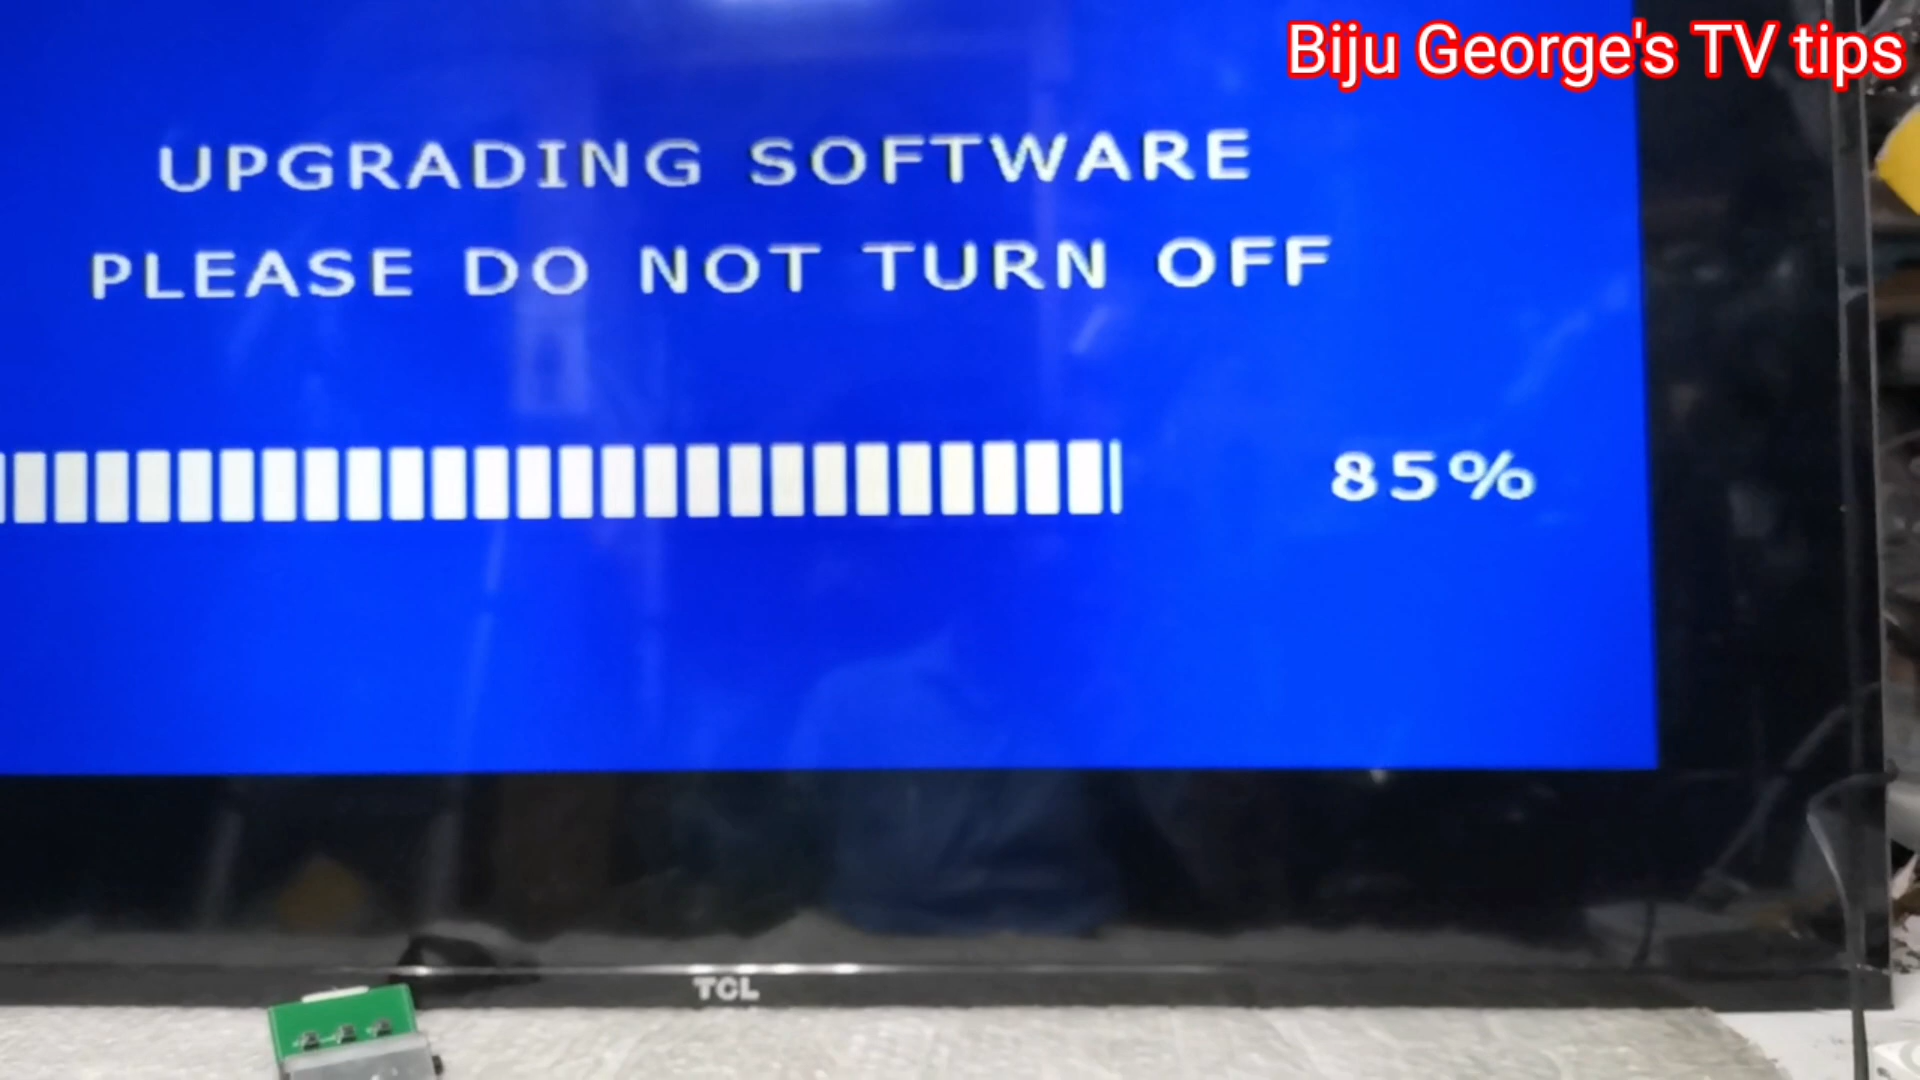 Biju George's TV tips
UPGRADING SOFTWARE
PLEASE DO NOT TURN OFF
85%
TCL